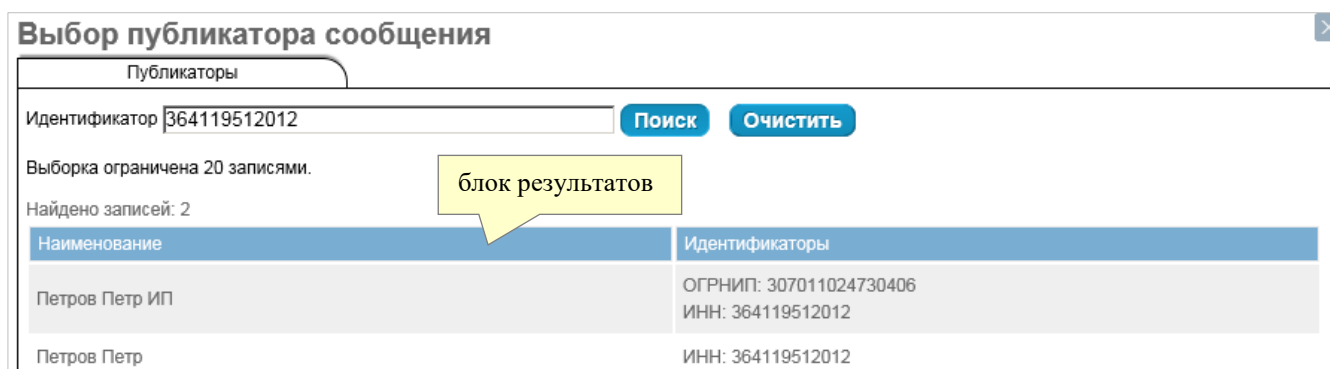 Выбор публикатора сообщения
Публикаторы
Идентификатор 364119512012 Поиск Очистить
Выборка ограничена 20 записями.
блок результатов
Найдено записей: 2
Наименование Идентификаторы
Петров Петр ИП
ОГРНИП: 307011024730406
ИНН: 364119512012
Петров Петр ИНН: 364119512012